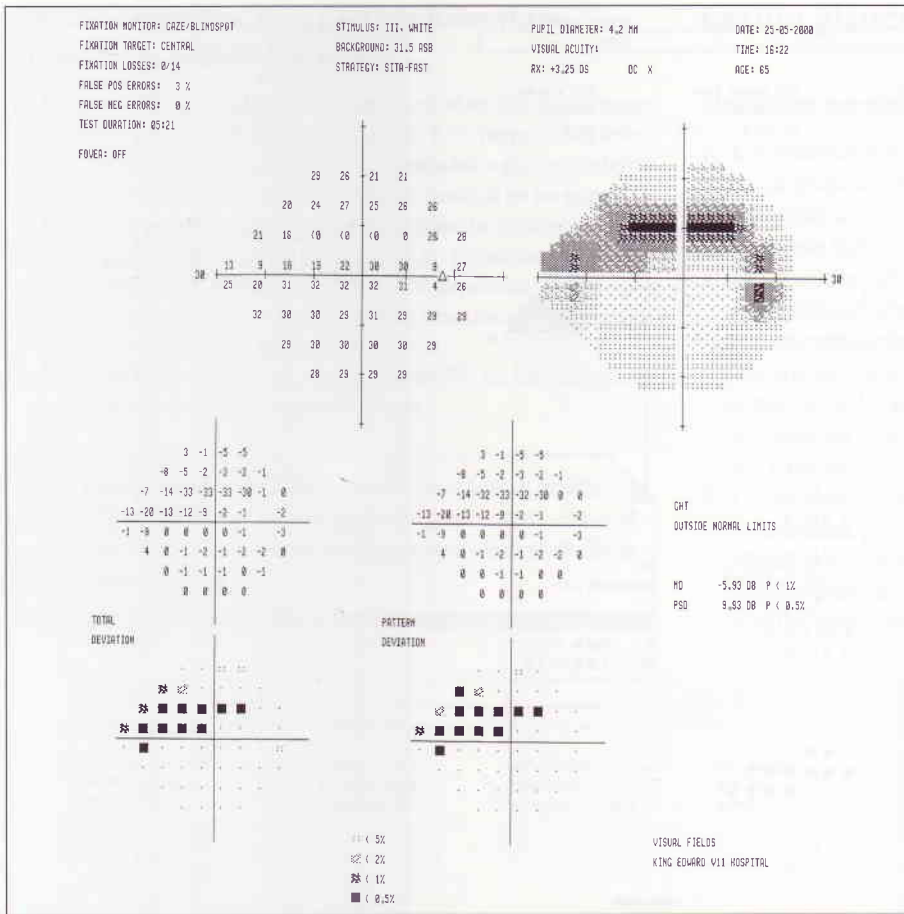 FIXATION MONITOR: GAZE/BLINDSPOT
FIXATION TARGET: CENTRAL
FIXATION LOSSES: 0/14
FALSE POS ERRORS: 3 %
FALSE NEG ERRORS: 0 %
TEST DURATION: 05:21
FOVEA: OFF
STIMULUS: III, WHITE
BACKGROUND: 31.5 ASB
STRATEGY: SITA-FAST
PUPIL DIAMETER: 4.2 MM
VISUAL ACUITY:
RX: +3.25 DS DC X
DATE: 25-05-2000
TIME: 16:22
AGE: 65
29 26 21 21
20 24 27 25 26 26
21 16 <0 <0 <0 0 26 28
30 13 9 16 19 22 30 30 9 27
25 20 31 32 32 32 31 4 26
32 30 30 29 31 29 29 29
29 30 30 30 30 29
28 29 29 29
30
3 -1 -5 -5
-8 -5 -2 -3 -2 -1
-7 -14 -33 -33 -33 -30 -1 0
-13 -20 -13 -12 -9 -2 -1 -2
-1 -9 0 0 0 0 -1 -3
4 0 -1 -2 -1 -2 -2 0
0 -1 -1 -1 0 -1
0 0 0 0
TOTAL
DEVIATION
3 -1 -5 -5
-8 -5 -2 -3 -2 -1
-7 -14 -32 -33 -32 -30 0 0
-13 -20 -13 -12 -9 -2 -1 -2
-1 -9 0 0 0 0 -1 -3
4 0 -1 -2 -1 -2 -2 0
0 0 -1 -1 0 0
0 0 0 0
PATTERN
DEVIATION
GHT
OUTSIDE NORMAL LIMITS
MD -5.93 DB P < 1%
PSD 9.93 DB P < 0.5%
< 5%
< 2%
< 1%
< 0.5%
VISUAL FIELDS
KING EDWARD V11 HOSPITAL